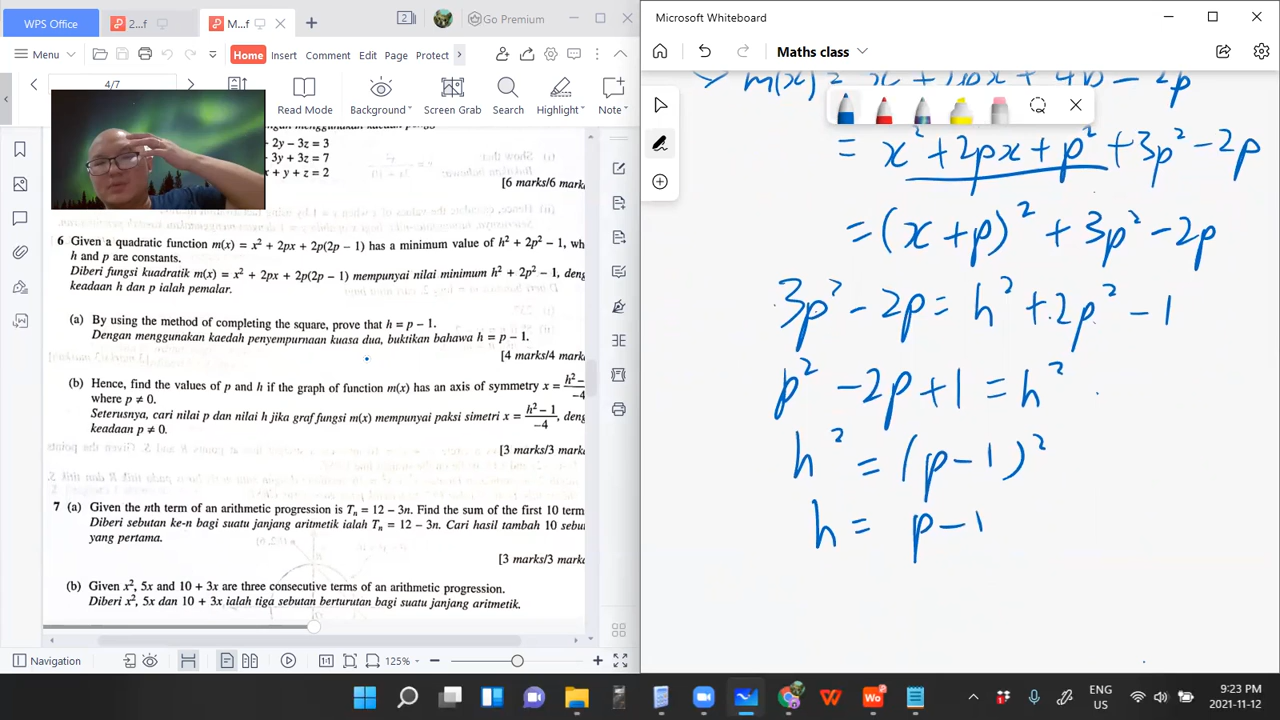 WPS Office
2...f
M...f
2
Go Premium
Menu
Home Insert Comment Edit Page Protect
4/7
Read Mode
Background
Screen Grab
Search
Highlight
Note
2y − 3z = 3
3y + 3z = 7
x + y + z = 2
[6 marks/6 mark
6 Given a quadratic function m(x) = x² + 2px + 2p(2p − 1) has a minimum value of h² + 2p² − 1, wh
h and p are constants.
Diberi fungsi kuadratik m(x) = x² + 2px + 2p(2p − 1) mempunyai nilai minimum h² + 2p² − 1, deng
keadaan h dan p ialah pemalar.
(a) By using the method of completing the square, prove that h = p − 1.
Dengan menggunakan kaedah penyempurnaan kuasa dua, buktikan bahawa h = p − 1.
[4 marks/4 mark
(b) Hence, find the values of p and h if the graph of function m(x) has an axis of symmetry x = h² −/−4
where p ≠ 0.
Seterusnya, cari nilai p dan nilai h jika graf fungsi m(x) mempunyai paksi simetri x = h² − 1/−4, deng
keadaan p ≠ 0.
[3 marks/3 mark
7 (a) Given the nth term of an arithmetic progression is Tn = 12 − 3n. Find the sum of the first 10 term
Diberi sebutan ke-n bagi suatu janjang aritmetik ialah Tn = 12 − 3n. Cari hasil tambah 10 sebu
yang pertama.
[3 marks/3 mark
(b) Given x², 5x and 10 + 3x are three consecutive terms of an arithmetic progression.
Diberi x², 5x dan 10 + 3x ialah tiga sebutan berturutan bagi suatu janjang aritmetik.
Navigation
125%
Microsoft Whiteboard
Maths class
= x² + 2px + p² + 3p² − 2p
= (x + p)² + 3p² − 2p
3p² − 2p = h² + 2p² − 1
p² − 2p + 1 = h²
h² = (p − 1)²
h = p − 1
ENG
US
9:23 PM
2021-11-12